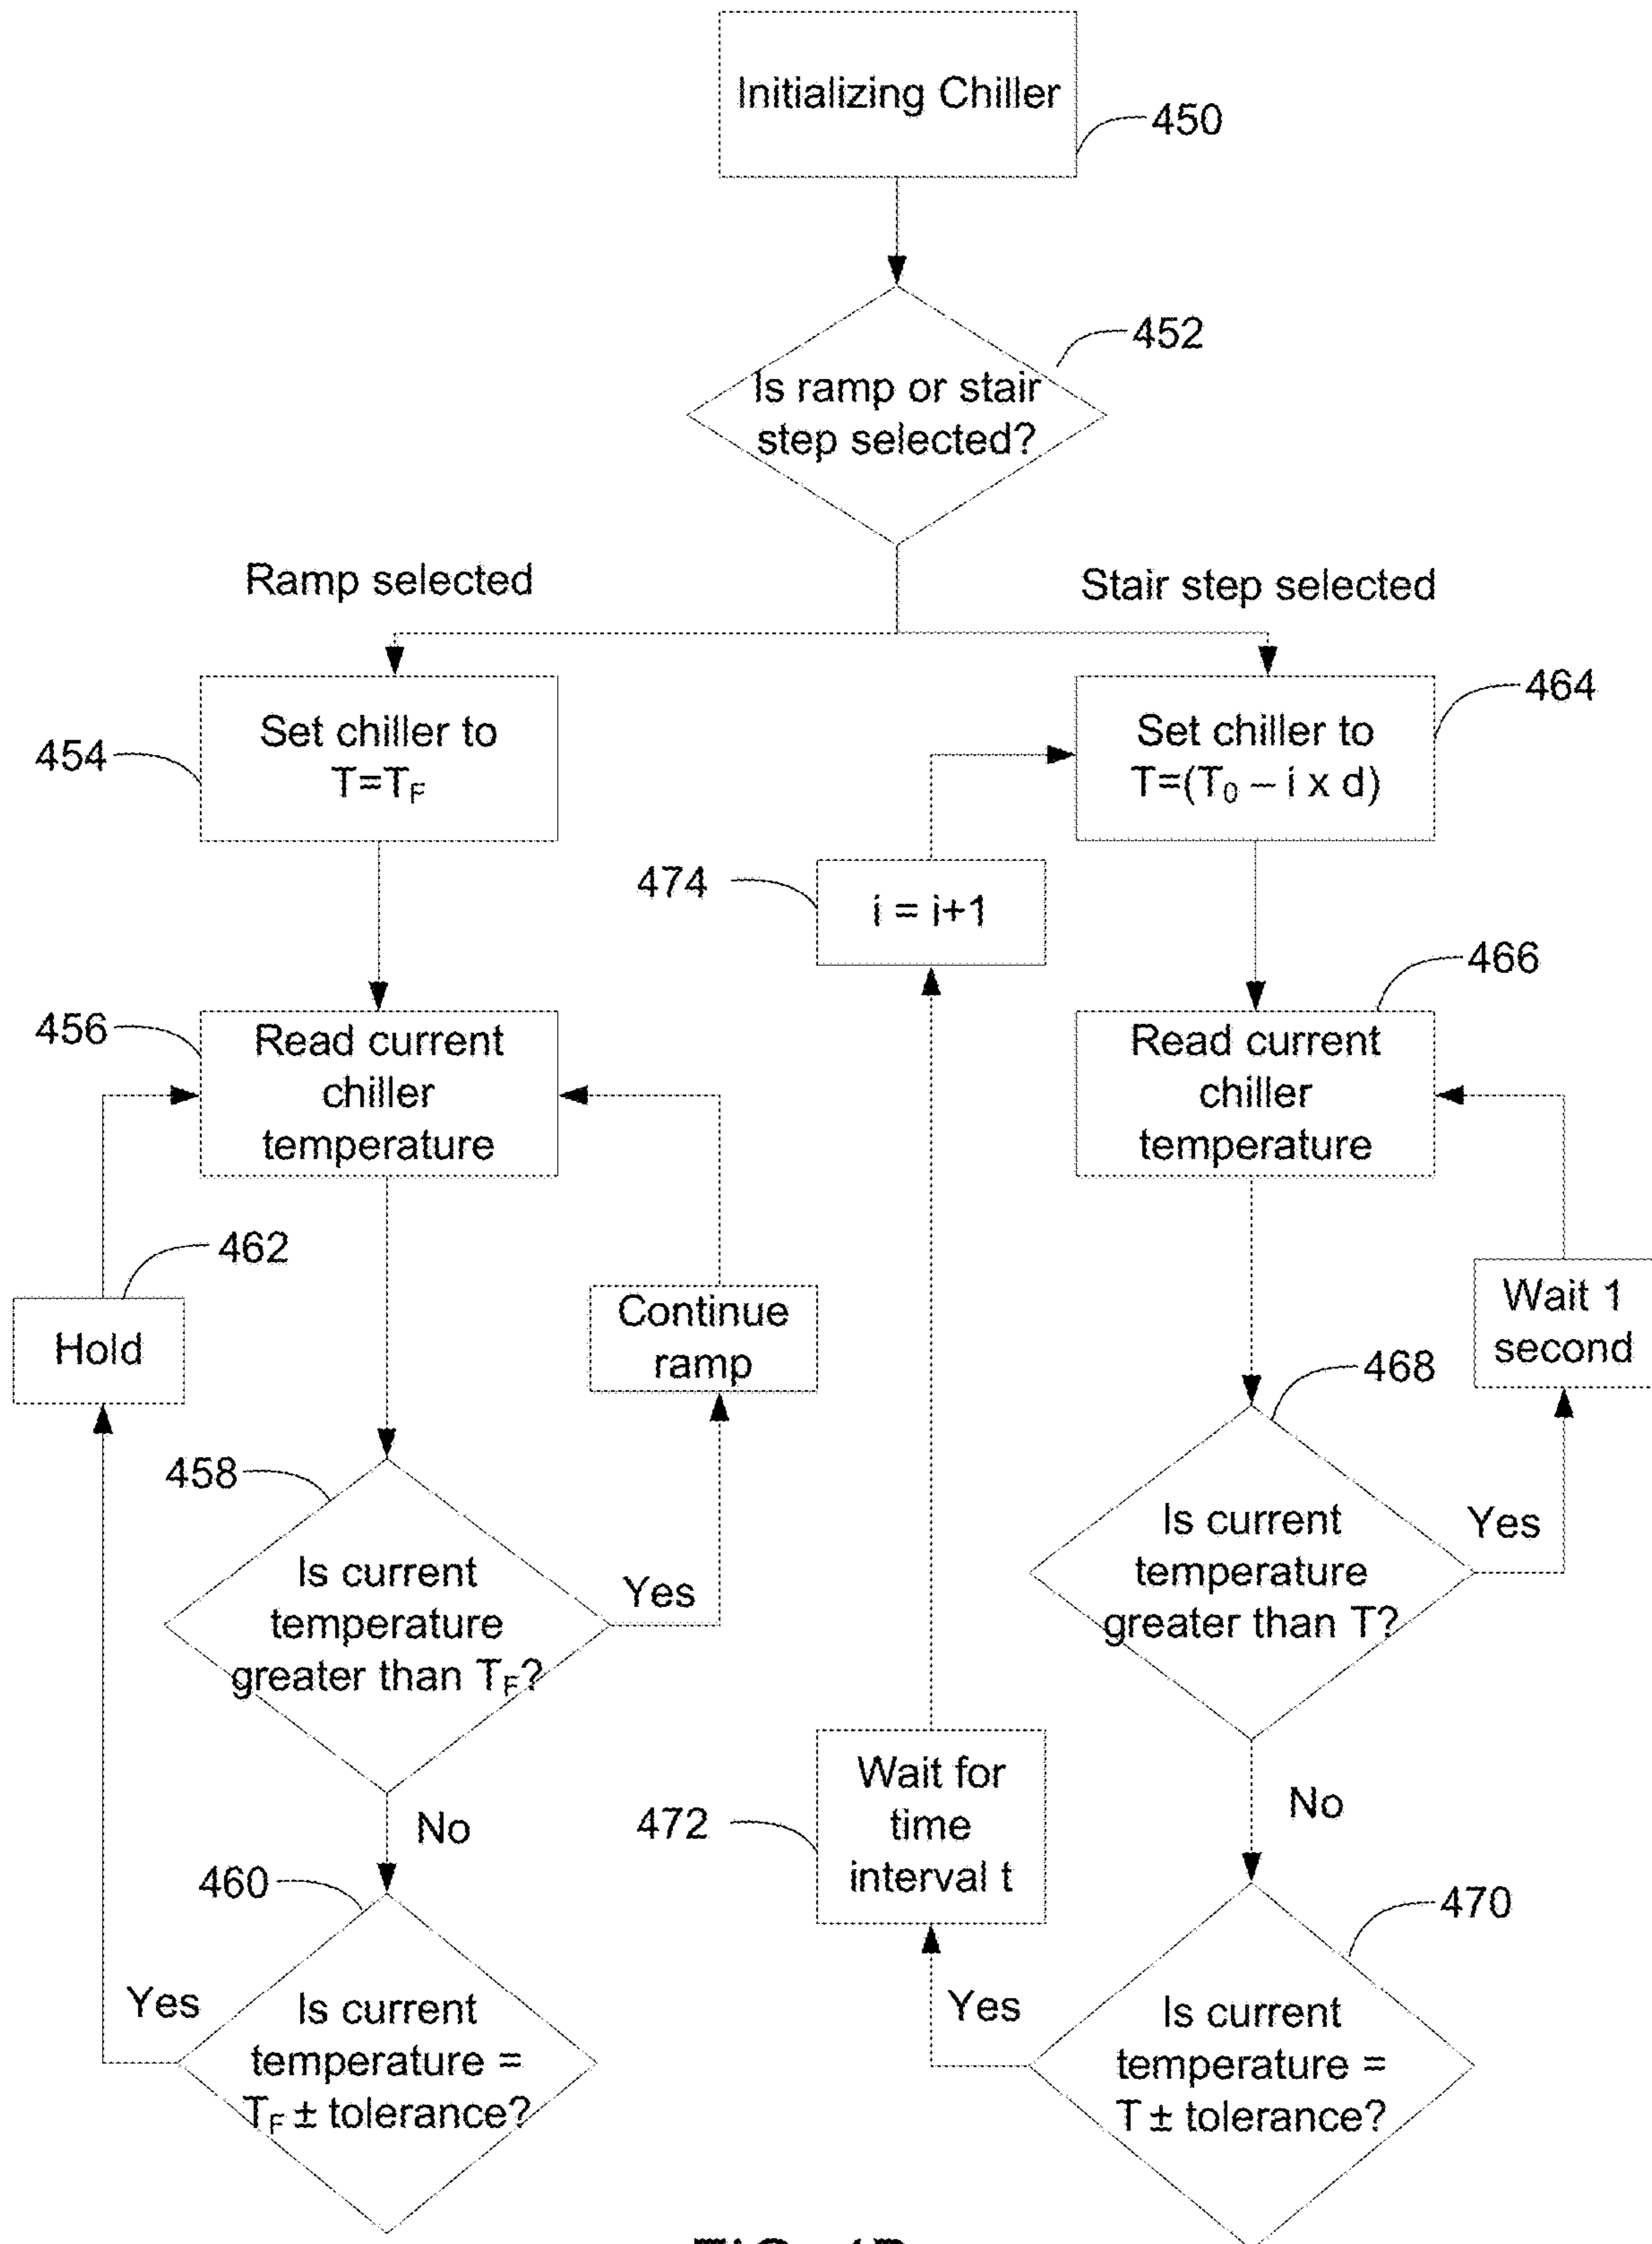 Initializing Chiller
450
452
Is ramp or stair
step selected?
Ramp selected
Stair step selected
454
Set chiller to
T=T_F
Set chiller to
T=(T_0 – i x d)
464
474
i = i+1
456
Read current
chiller
temperature
466
Read current
chiller
temperature
462
Hold
Continue
ramp
Wait 1
second
458
Is current
temperature
greater than T_F?
Yes
No
468
Is current
temperature
greater than T?
Yes
No
472
Wait for
time
interval t
460
Yes
Is current
temperature =
T_F ± tolerance?
470
Yes
Is current
temperature =
T ± tolerance?